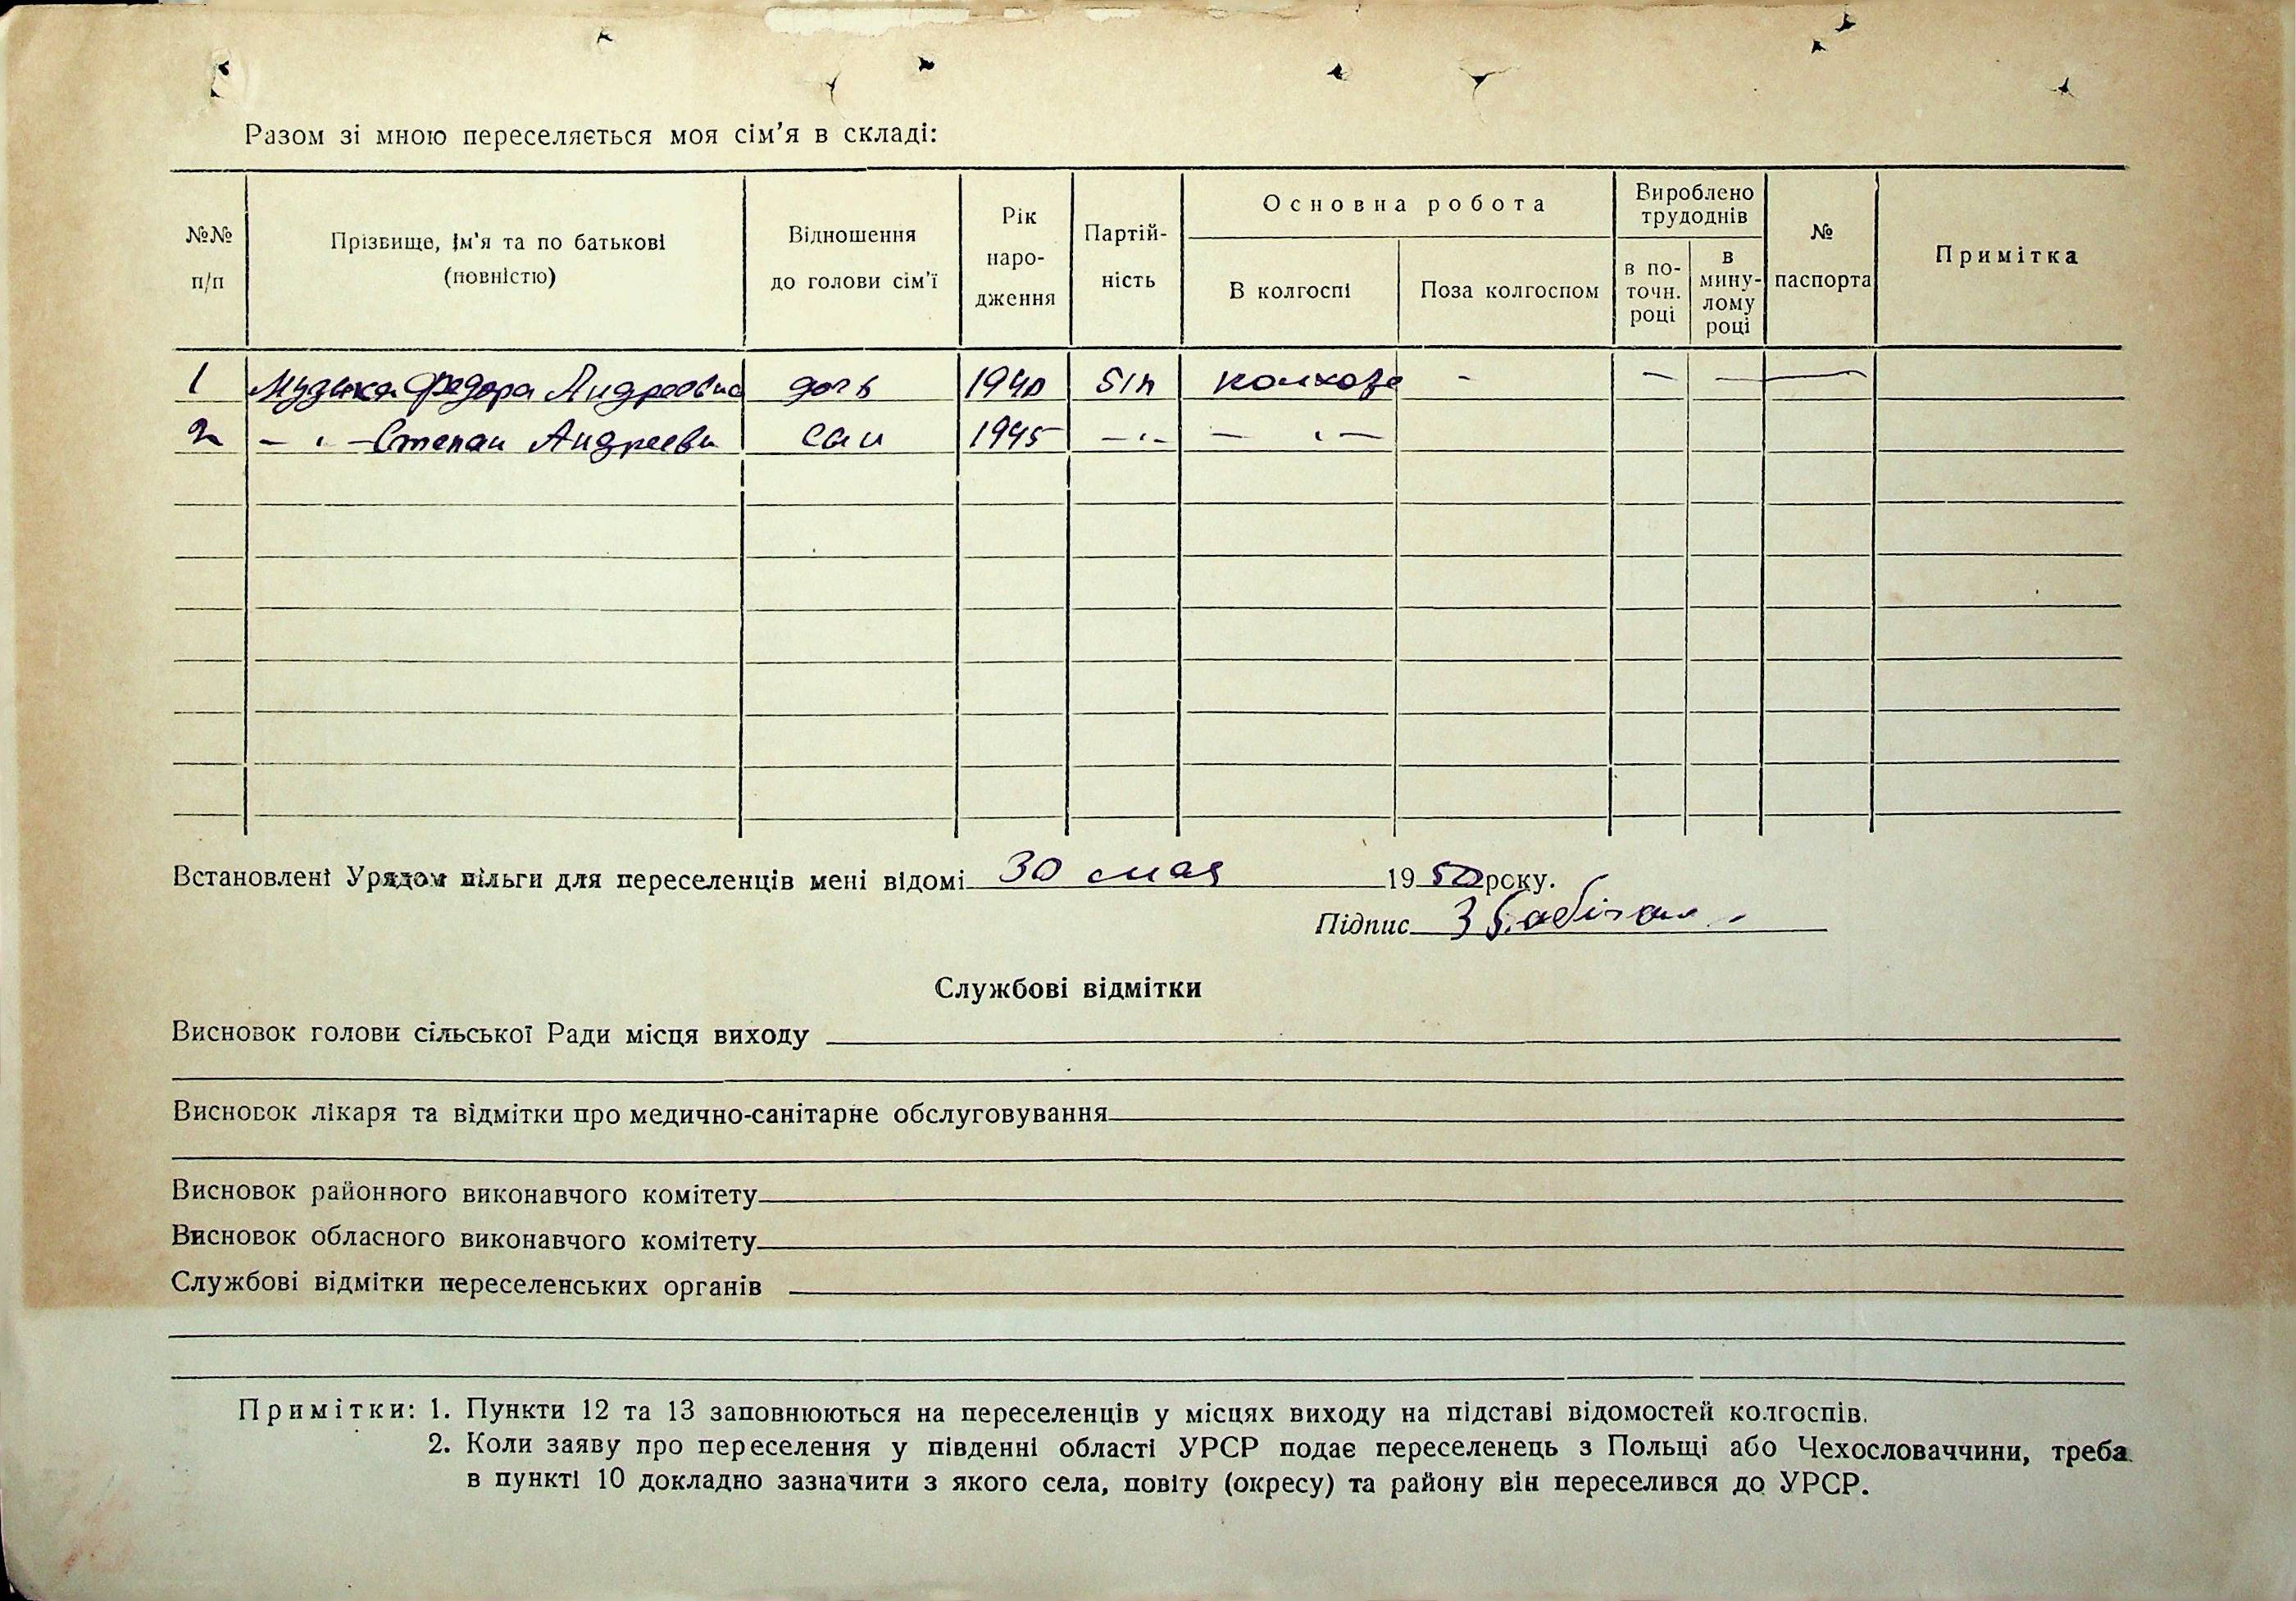 Разом зі мною переселяється моя сім'я в складі:
№№ п/п
Прізвище, ім'я та по батькові (повністю)
Відношення до голови сім'ї
Рік народження
Партійність
Основна робота
В колгоспі
Поза колгоспом
Вироблено трудоднів
в поточн. році
в минулому році
№ паспорта
Примітка
1 Музыка Федора Андреевна дочь 1940 б/п колхозе - — — —
2 — " — Степан Андрееви сын 1945 —"— — " —
Встановлені Урядом пільги для переселенців мені відомі 30 мая 1950 року.
Підпис
Службові відмітки
Висновок голови сільської Ради місця виходу
Висновок лікаря та відмітки про медично-санітарне обслуговування
Висновок районного виконавчого комітету
Висновок обласного виконавчого комітету
Службові відмітки переселенських органів
Примітки: 1. Пункти 12 та 13 заповнюються на переселенців у місцях виходу на підставі відомостей колгоспів.
2. Коли заяву про переселення у південні області УРСР подає переселенець з Польщі або Чехословаччини, треба
в пункті 10 докладно зазначити з якого села, повіту (окресу) та району він переселився до УРСР.